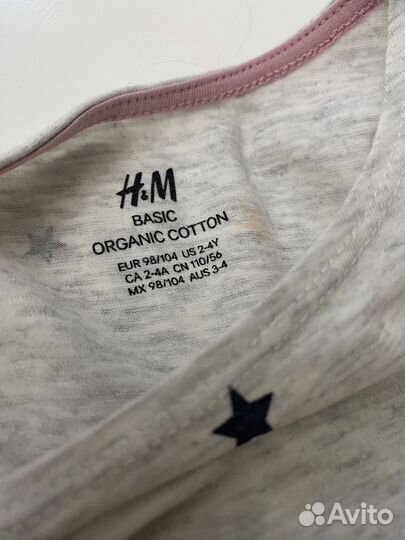 H&M
BASIC
ORGANIC COTTON
EUR 98/104 US 2-4Y
CA 2-4A CN 110/56
MX 98/104 AUS 3-4
Avito